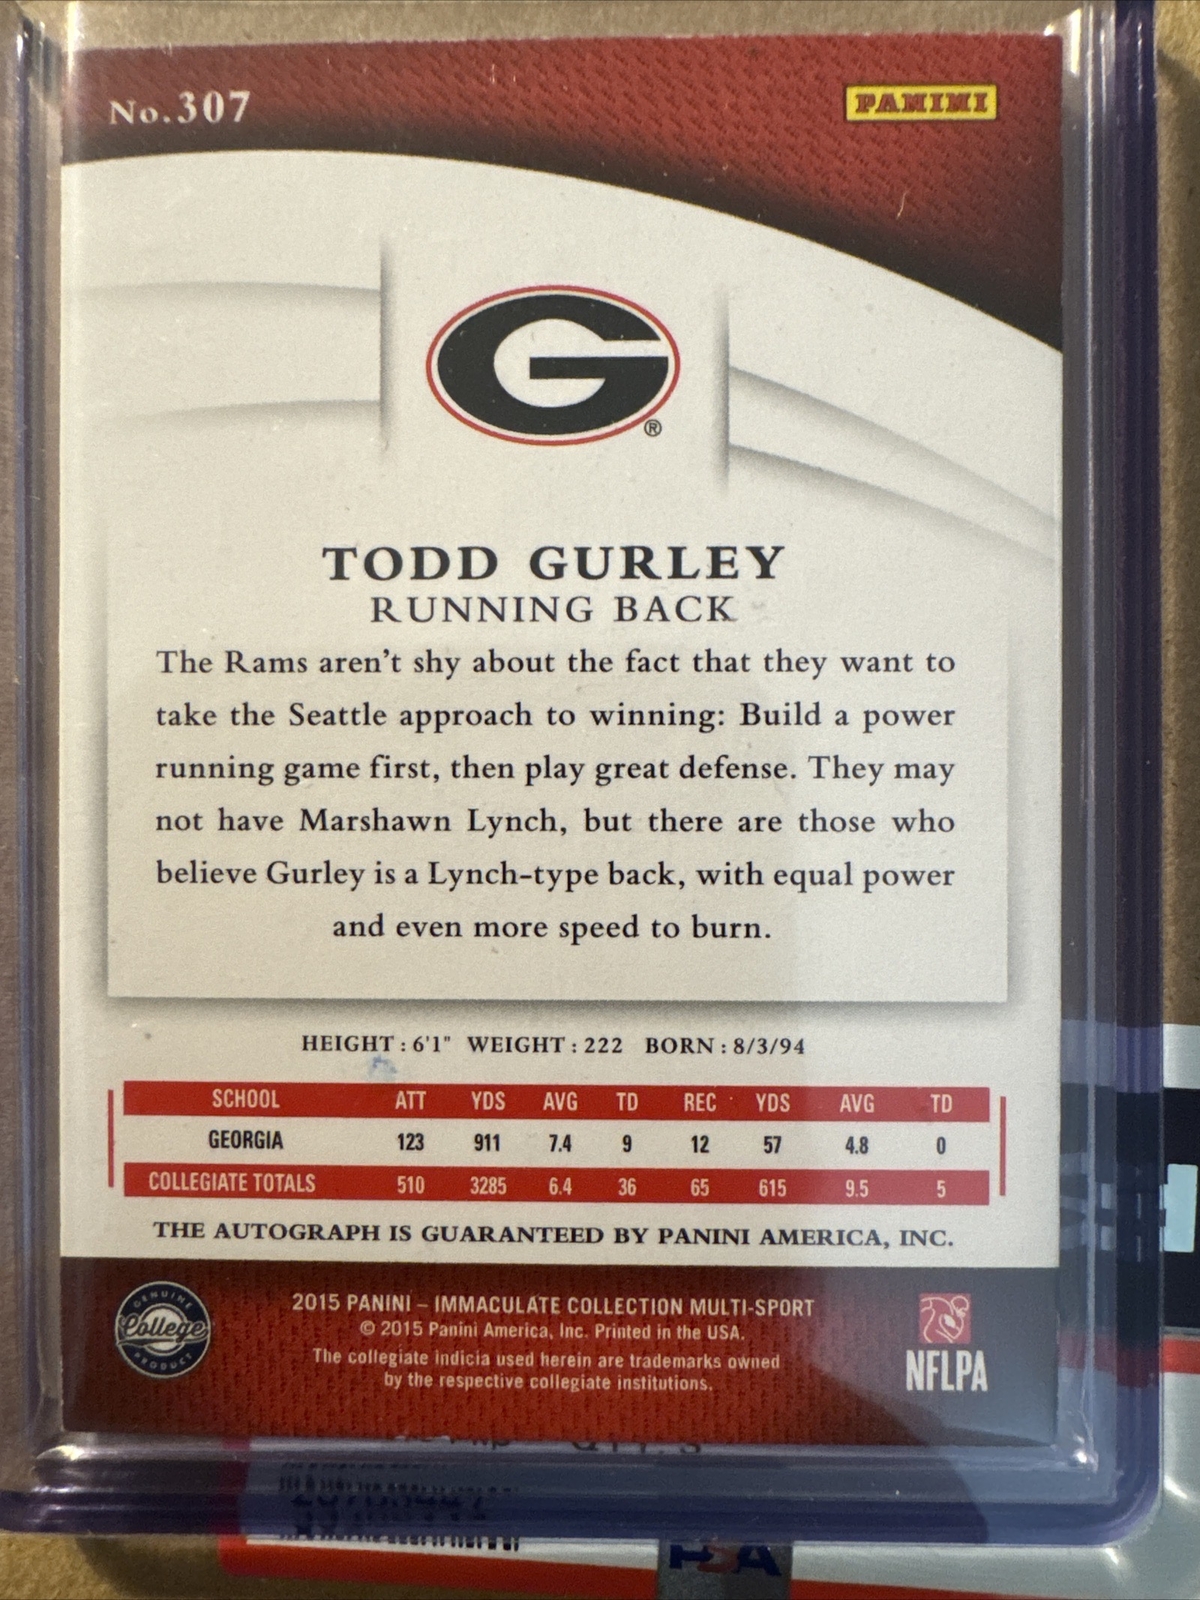 No.307
PANINI
G
®
TODD GURLEY
RUNNING BACK
The Rams aren't shy about the fact that they want to
take the Seattle approach to winning: Build a power
running game first, then play great defense. They may
not have Marshawn Lynch, but there are those who
believe Gurley is a Lynch-type back, with equal power
and even more speed to burn.
HEIGHT : 6'1" WEIGHT : 222 BORN : 8/3/94
SCHOOL ATT YDS AVG TD REC YDS AVG TD
GEORGIA 123 911 7.4 9 12 57 4.8 0
COLLEGIATE TOTALS 510 3285 6.4 36 65 615 9.5 5
THE AUTOGRAPH IS GUARANTEED BY PANINI AMERICA, INC.
GENUINE
College
PRODUCT
2015 PANINI – IMMACULATE COLLECTION MULTI-SPORT
© 2015 Panini America, Inc. Printed in the USA.
The collegiate indicia used herein are trademarks owned
by the respective collegiate institutions.
NFLPA
PSA